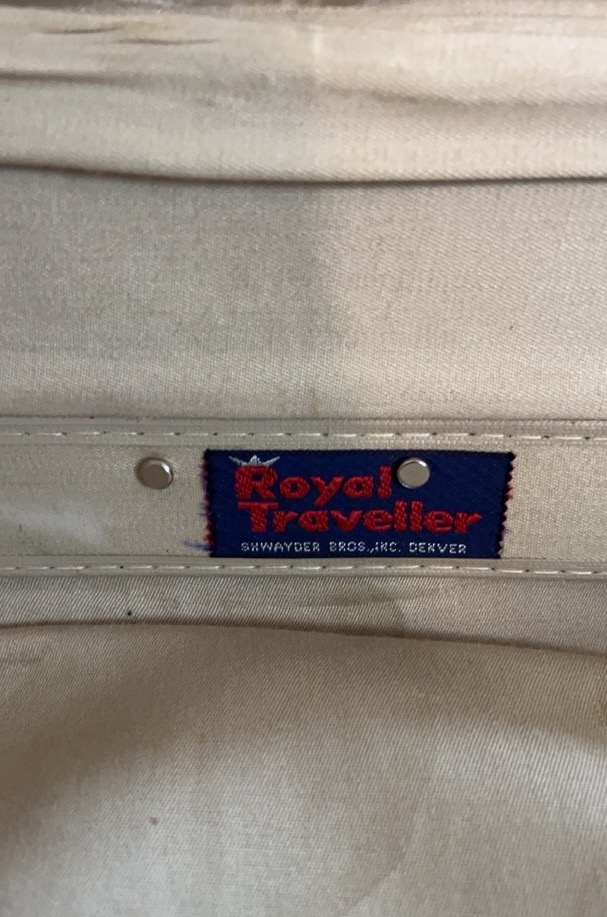 Royal
Traveller
SHWAYDER BROS.,INC. DENVER